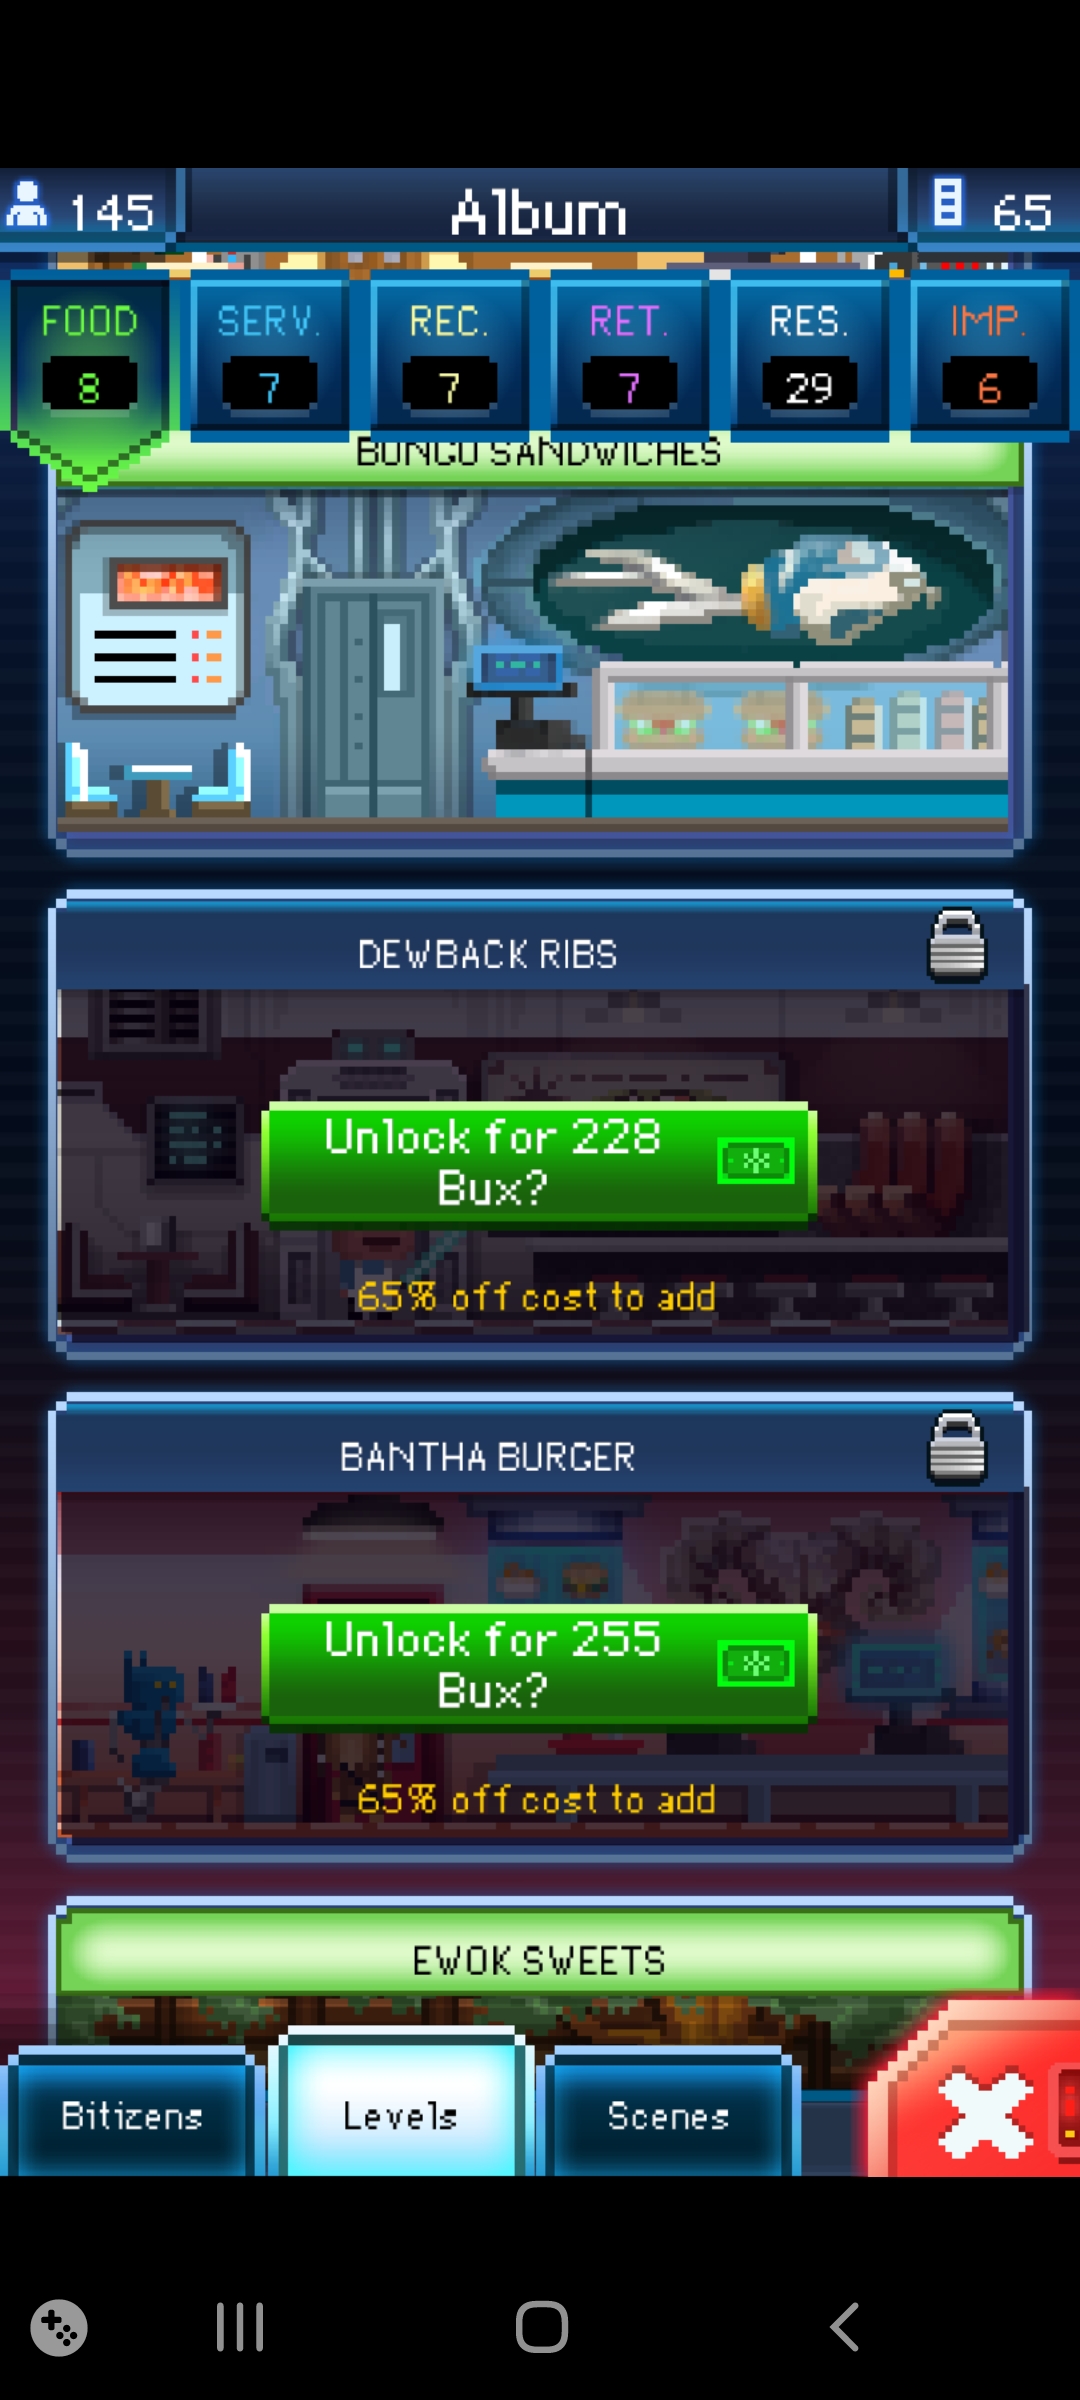 145
Album
65
FOOD
SERV.
REC.
RET.
RES.
IMP.
8
7
7
7
29
6
BONGO SANDWICHES
DEWBACK RIBS
Unlock for 228
Bux?
65% off cost to add
BANTHA BURGER
Unlock for 255
Bux?
65% off cost to add
EWOK SWEETS
Bitizens
Levels
Scenes